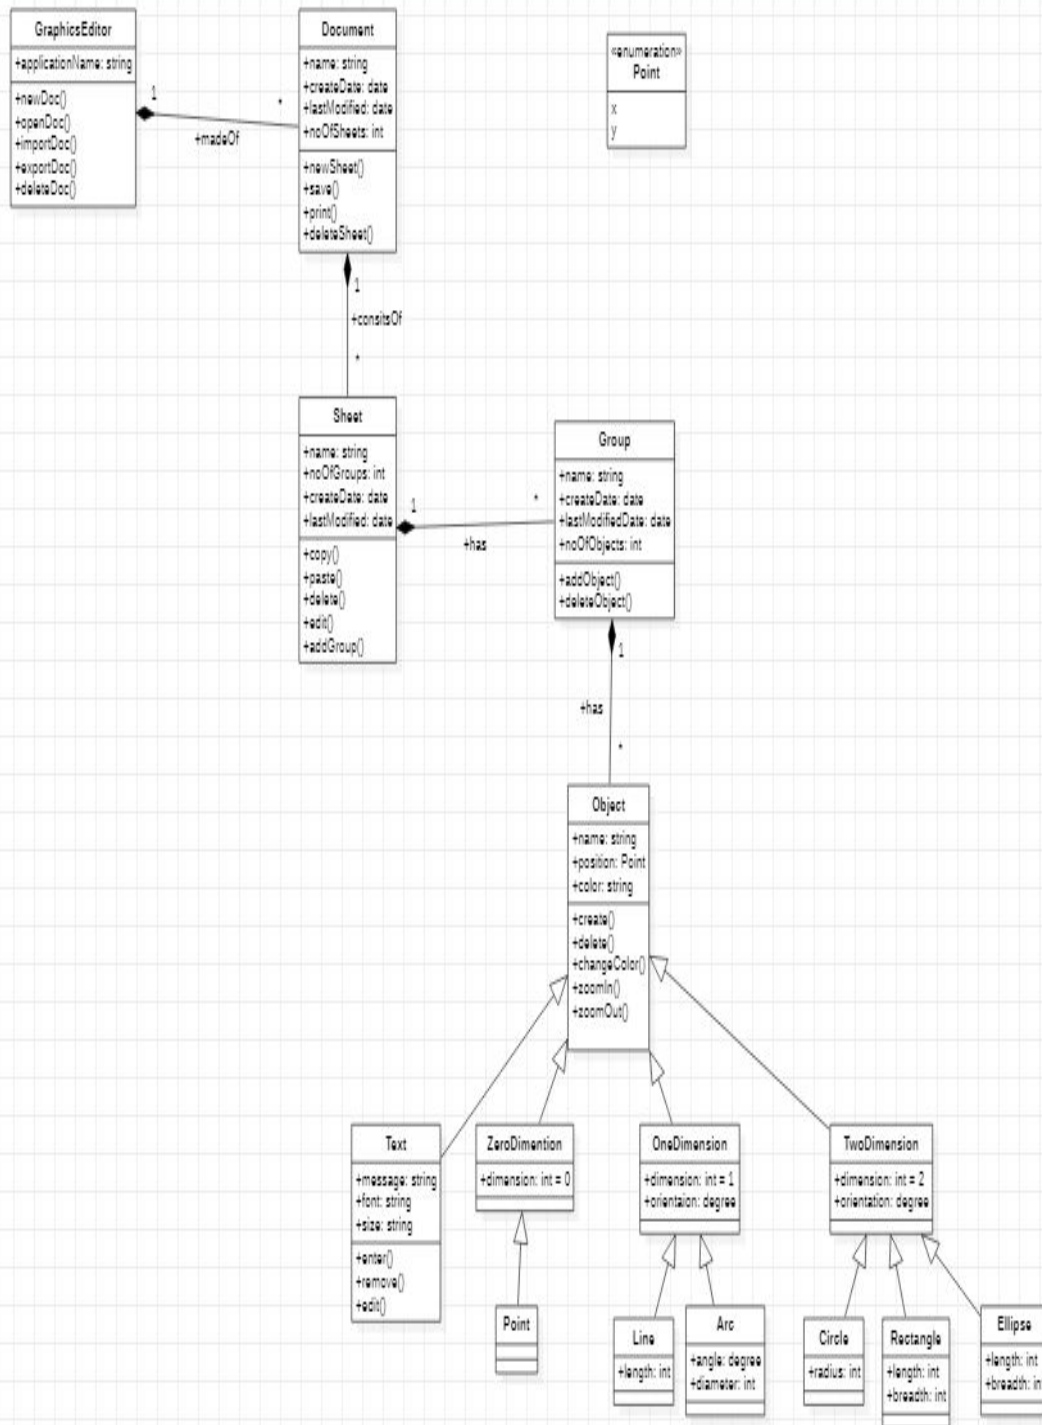 GraphicsEditor
+applicationName: string
+newDoc()
+openDoc()
+importDoc()
+exportDoc()
+deleteDoc()
1
*
+madeOf
Document
+name: string
+createDate: date
+lastModified: date
+noOfSheets: int
+newSheet()
+save()
+print()
+deleteSheet()
«enumeration»
Point
x
y
1
+consitsOf
*
Sheet
+name: string
+noOfGroups: int
+createDate: date
+lastModified: date
+copy()
+paste()
+delete()
+edit()
+addGroup()
1
*
+has
Group
+name: string
+createDate: date
+lastModifiedDate: date
+noOfObjects: int
+addObject()
+deleteObject()
1
+has
*
Object
+name: string
+position: Point
+color: string
+create()
+delete()
+changeColor()
+zoomIn()
+zoomOut()
Text
+message: string
+font: string
+size: string
+enter()
+remove()
+edit()
ZeroDimention
+dimension: int = 0
OneDimension
+dimension: int = 1
+orientaion: degree
TwoDimension
+dimension: int = 2
+orientation: degree
Point
Line
+length: int
Arc
+angle: degree
+diameter: int
Circle
+radius: int
Rectangle
+length: int
+breadth: int
Ellipse
+length: int
+breadth: in